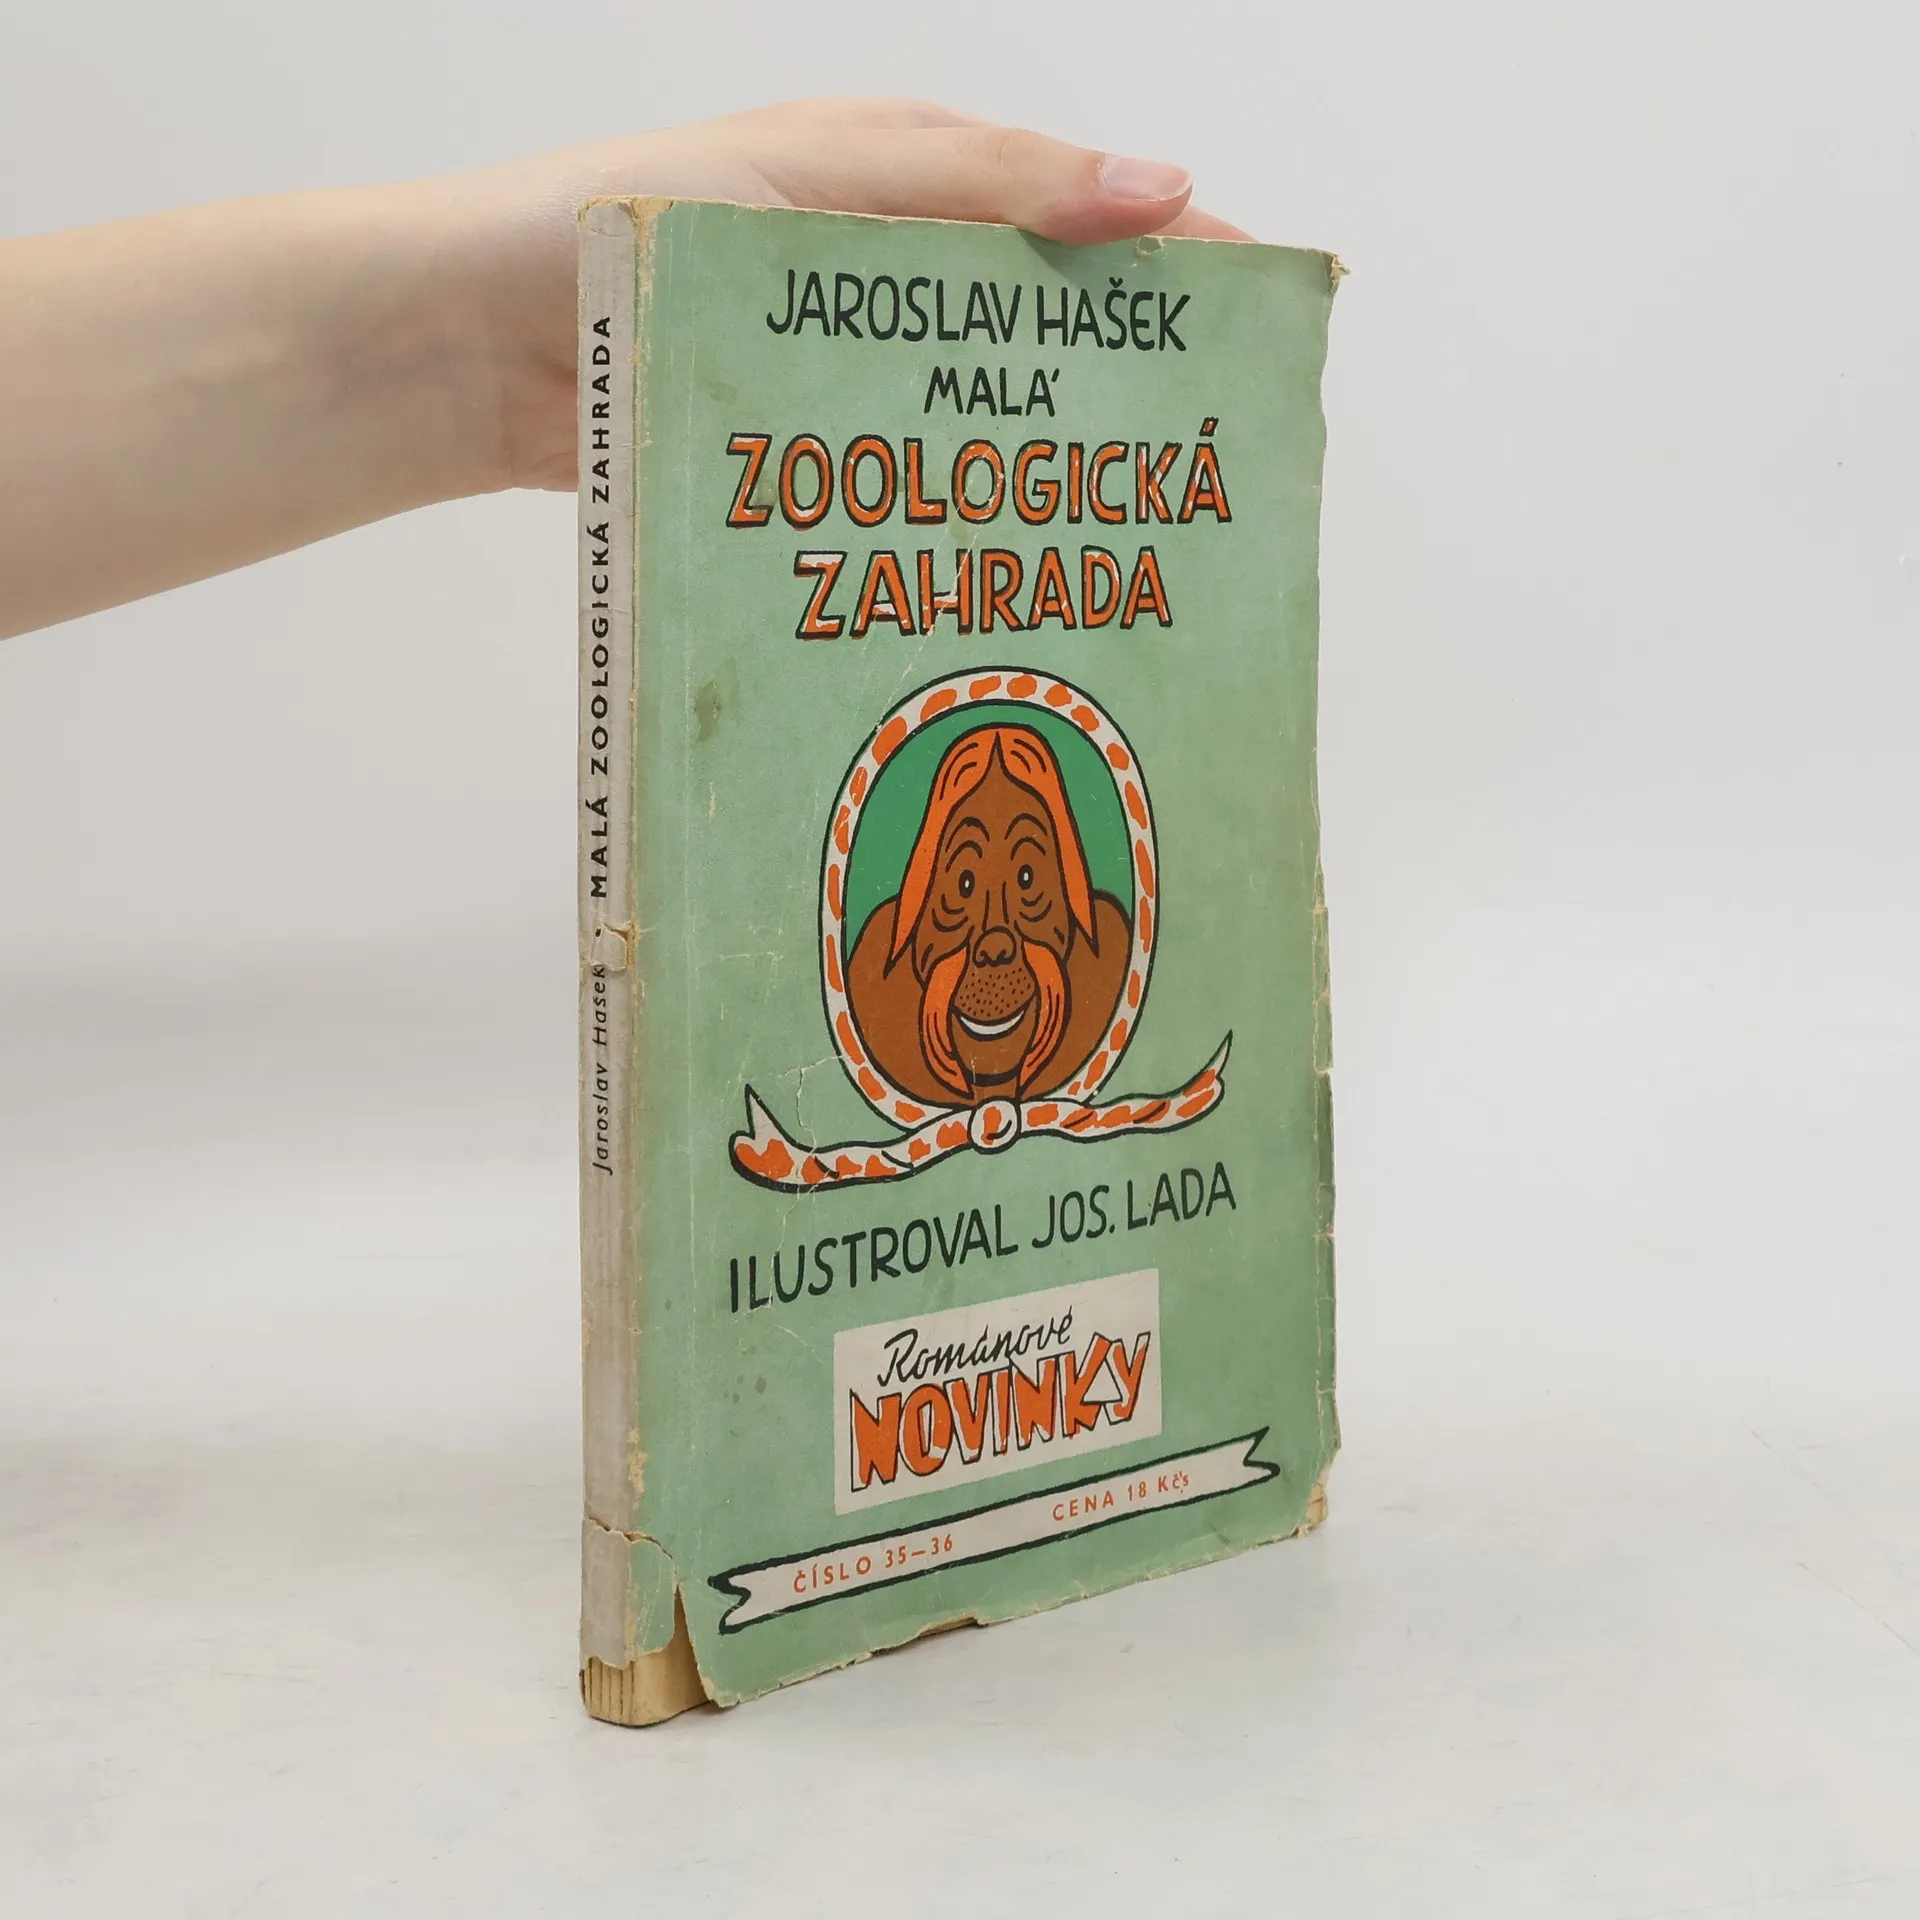 JAROSLAV HAŠEK
MALÁ
ZOOLOGICKÁ
ZAHRADA
ILUSTROVAL JOS. LADA
Románové
NOVINKY
ČÍSLO 35–36 CENA 18 Kčs
Jaroslav Hašek · MALÁ ZOOLOGICKÁ ZAHRADA